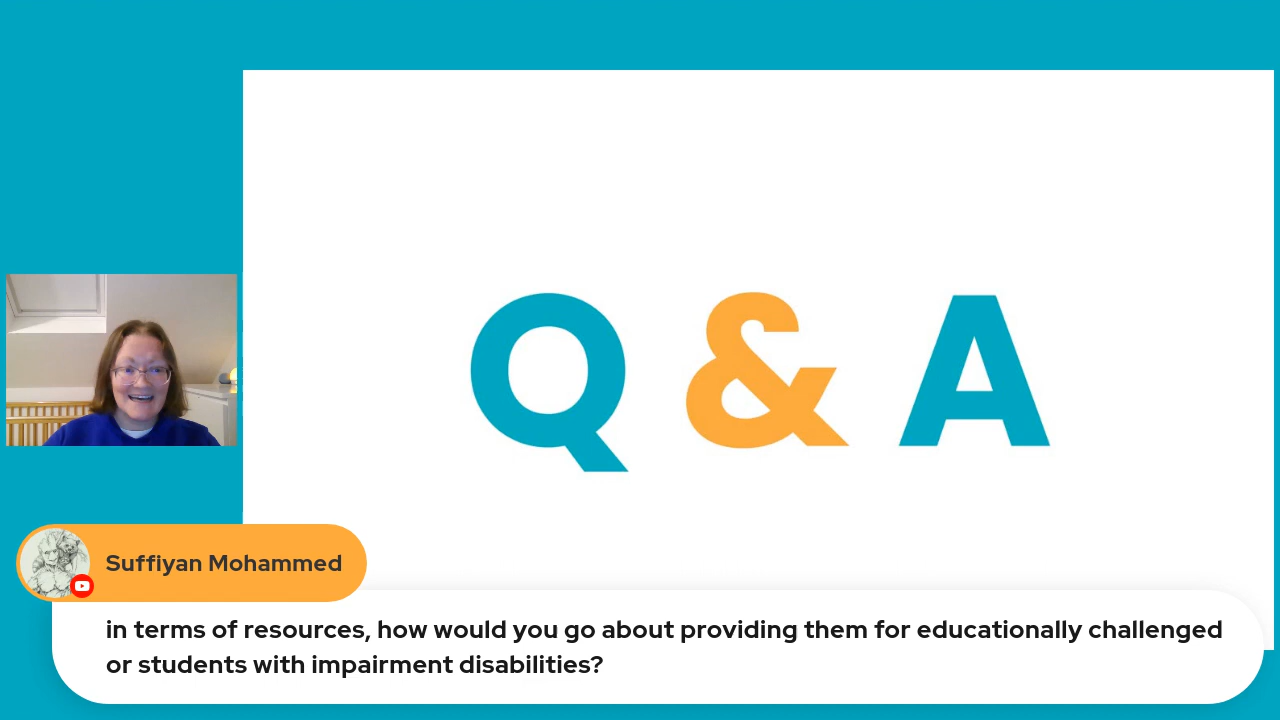 Q & A
Suffiyan Mohammed
in terms of resources, how would you go about providing them for educationally challenged
or students with impairment disabilities?